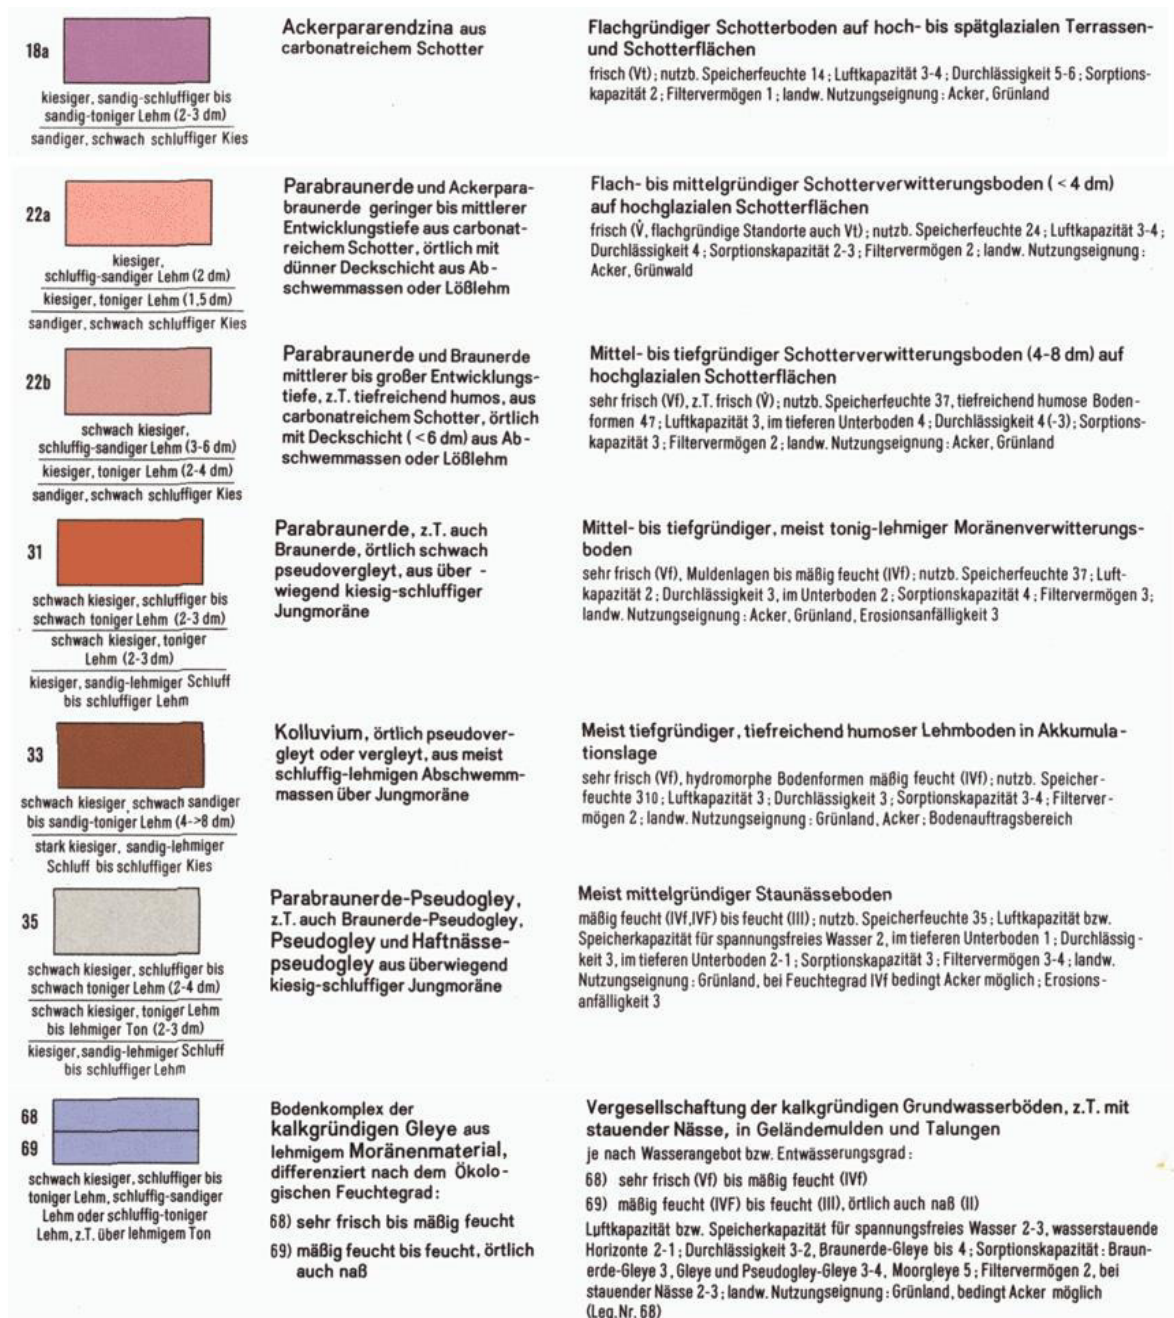 18a
kiesiger, sandig-schluffiger bis
sandig-toniger Lehm (2-3 dm)
sandiger, schwach schluffiger Kies
Ackerpararendzina aus
carbonatreichem Schotter
Flachgründiger Schotterboden auf hoch- bis spätglazialen Terrassen-
und Schotterflächen
frisch (Vt); nutzb. Speicherfeuchte 14; Luftkapazität 3-4; Durchlässigkeit 5-6; Sorptions-
kapazität 2; Filtervermögen 1; landw. Nutzungseignung: Acker, Grünland
22a
kiesiger,
schluffig-sandiger Lehm (2 dm)
kiesiger, toniger Lehm (1,5 dm)
sandiger, schwach schluffiger Kies
Parabraunerde und Ackerpara-
braunerde geringer bis mittlerer
Entwicklungstiefe aus carbonat-
reichem Schotter, örtlich mit
dünner Deckschicht aus Ab-
schwemmassen oder Lößlehm
Flach- bis mittelgründiger Schotterverwitterungsboden (<4 dm)
auf hochglazialen Schotterflächen
frisch (V̇, flachgründige Standorte auch Vt); nutzb. Speicherfeuchte 24; Luftkapazität 3-4;
Durchlässigkeit 4; Sorptionskapazität 2-3; Filtervermögen 2; landw. Nutzungseignung:
Acker, Grünwald
22b
schwach kiesiger,
schluffig-sandiger Lehm (3-6 dm)
kiesiger, toniger Lehm (2-4 dm)
sandiger, schwach schluffiger Kies
Parabraunerde und Braunerde
mittlerer bis großer Entwicklungs-
tiefe, z.T. tiefreichend humos, aus
carbonatreichem Schotter, örtlich
mit Deckschicht (<6 dm) aus Ab-
schwemmassen oder Lößlehm
Mittel- bis tiefgründiger Schotterverwitterungsboden (4-8 dm) auf
hochglazialen Schotterflächen
sehr frisch (Vf), z.T. frisch (V̇); nutzb. Speicherfeuchte 37, tiefreichend humose Boden-
formen 47; Luftkapazität 3, im tieferen Unterboden 4; Durchlässigkeit 4 (-3); Sorptions-
kapazität 3; Filtervermögen 2; landw. Nutzungseignung: Acker, Grünland
31
schwach kiesiger, schluffiger bis
schwach toniger Lehm (2-3 dm)
schwach kiesiger, toniger
Lehm (2-3 dm)
kiesiger, sandig-lehmiger Schluff
bis schluffiger Lehm
Parabraunerde, z.T. auch
Braunerde, örtlich schwach
pseudovergleyt, aus über -
wiegend kiesig-schluffiger
Jungmoräne
Mittel- bis tiefgründiger, meist tonig-lehmiger Moränenverwitterungs-
boden
sehr frisch (Vf), Muldenlagen bis mäßig feucht (IVf); nutzb. Speicherfeuchte 37; Luft-
kapazität 2; Durchlässigkeit 3, im Unterboden 2; Sorptionskapazität 4; Filtervermögen 3;
landw. Nutzungseignung: Acker, Grünland, Erosionsanfälligkeit 3
33
schwach kiesiger, schwach sandiger
bis sandig-toniger Lehm (4->8 dm)
stark kiesiger, sandig-lehmiger
Schluff bis schluffiger Kies
Kolluvium, örtlich pseudover-
gleyt oder vergleyt, aus meist
schluffig-lehmigen Abschwemm-
massen über Jungmoräne
Meist tiefgründiger, tiefreichend humoser Lehmboden in Akkumula-
tionslage
sehr frisch (Vf), hydromorphe Bodenformen mäßig feucht (IVf); nutzb. Speicher-
feuchte 310; Luftkapazität 3; Durchlässigkeit 3; Sorptionskapazität 3-4; Filterver-
mögen 2; landw. Nutzungseignung: Grünland, Acker; Bodenauftragsbereich
35
schwach kiesiger, schluffiger bis
schwach toniger Lehm (2-4 dm)
schwach kiesiger, toniger Lehm
bis lehmiger Ton (2-3 dm)
kiesiger, sandig-lehmiger Schluff
bis schluffiger Lehm
Parabraunerde-Pseudogley,
z.T. auch Braunerde-Pseudogley,
Pseudogley und Haftnässe-
pseudogley aus überwiegend
kiesig-schluffiger Jungmoräne
Meist mittelgründiger Staunässeboden
mäßig feucht (IVf,IVF) bis feucht (III); nutzb. Speicherfeuchte 35; Luftkapazität bzw.
Speicherkapazität für spannungsfreies Wasser 2, im tieferen Unterboden 1; Durchlässig-
keit 3, im tieferen Unterboden 2-1; Sorptionskapazität 3; Filtervermögen 3-4; landw.
Nutzungseignung: Grünland, bei Feuchtegrad IVf bedingt Acker möglich; Erosions-
anfälligkeit 3
68
69
schwach kiesiger, schluffiger bis
toniger Lehm, schluffig-sandiger
Lehm oder schluffig-toniger
Lehm, z.T. über lehmigem Ton
Bodenkomplex der
kalkgründigen Gleye aus
lehmigem Moränenmaterial,
differenziert nach dem Ökolo-
gischen Feuchtegrad:
68) sehr frisch bis mäßig feucht
69) mäßig feucht bis feucht, örtlich
auch naß
Vergesellschaftung der kalkgründigen Grundwasserböden, z.T. mit
stauender Nässe, in Geländemulden und Talungen
je nach Wasserangebot bzw. Entwässerungsgrad:
68) sehr frisch (Vf) bis mäßig feucht (IVf)
69) mäßig feucht (IVF) bis feucht (III), örtlich auch naß (II)
Luftkapazität bzw. Speicherkapazität für spannungsfreies Wasser 2-3, wasserstauende
Horizonte 2-1; Durchlässigkeit 3-2, Braunerde-Gleye bis 4; Sorptionskapazität: Braun-
erde-Gleye 3, Gleye und Pseudogley-Gleye 3-4, Moorgleye 5; Filtervermögen 2, bei
stauender Nässe 2-3; landw. Nutzungseignung: Grünland, bedingt Acker möglich
(Leg. Nr. 68)